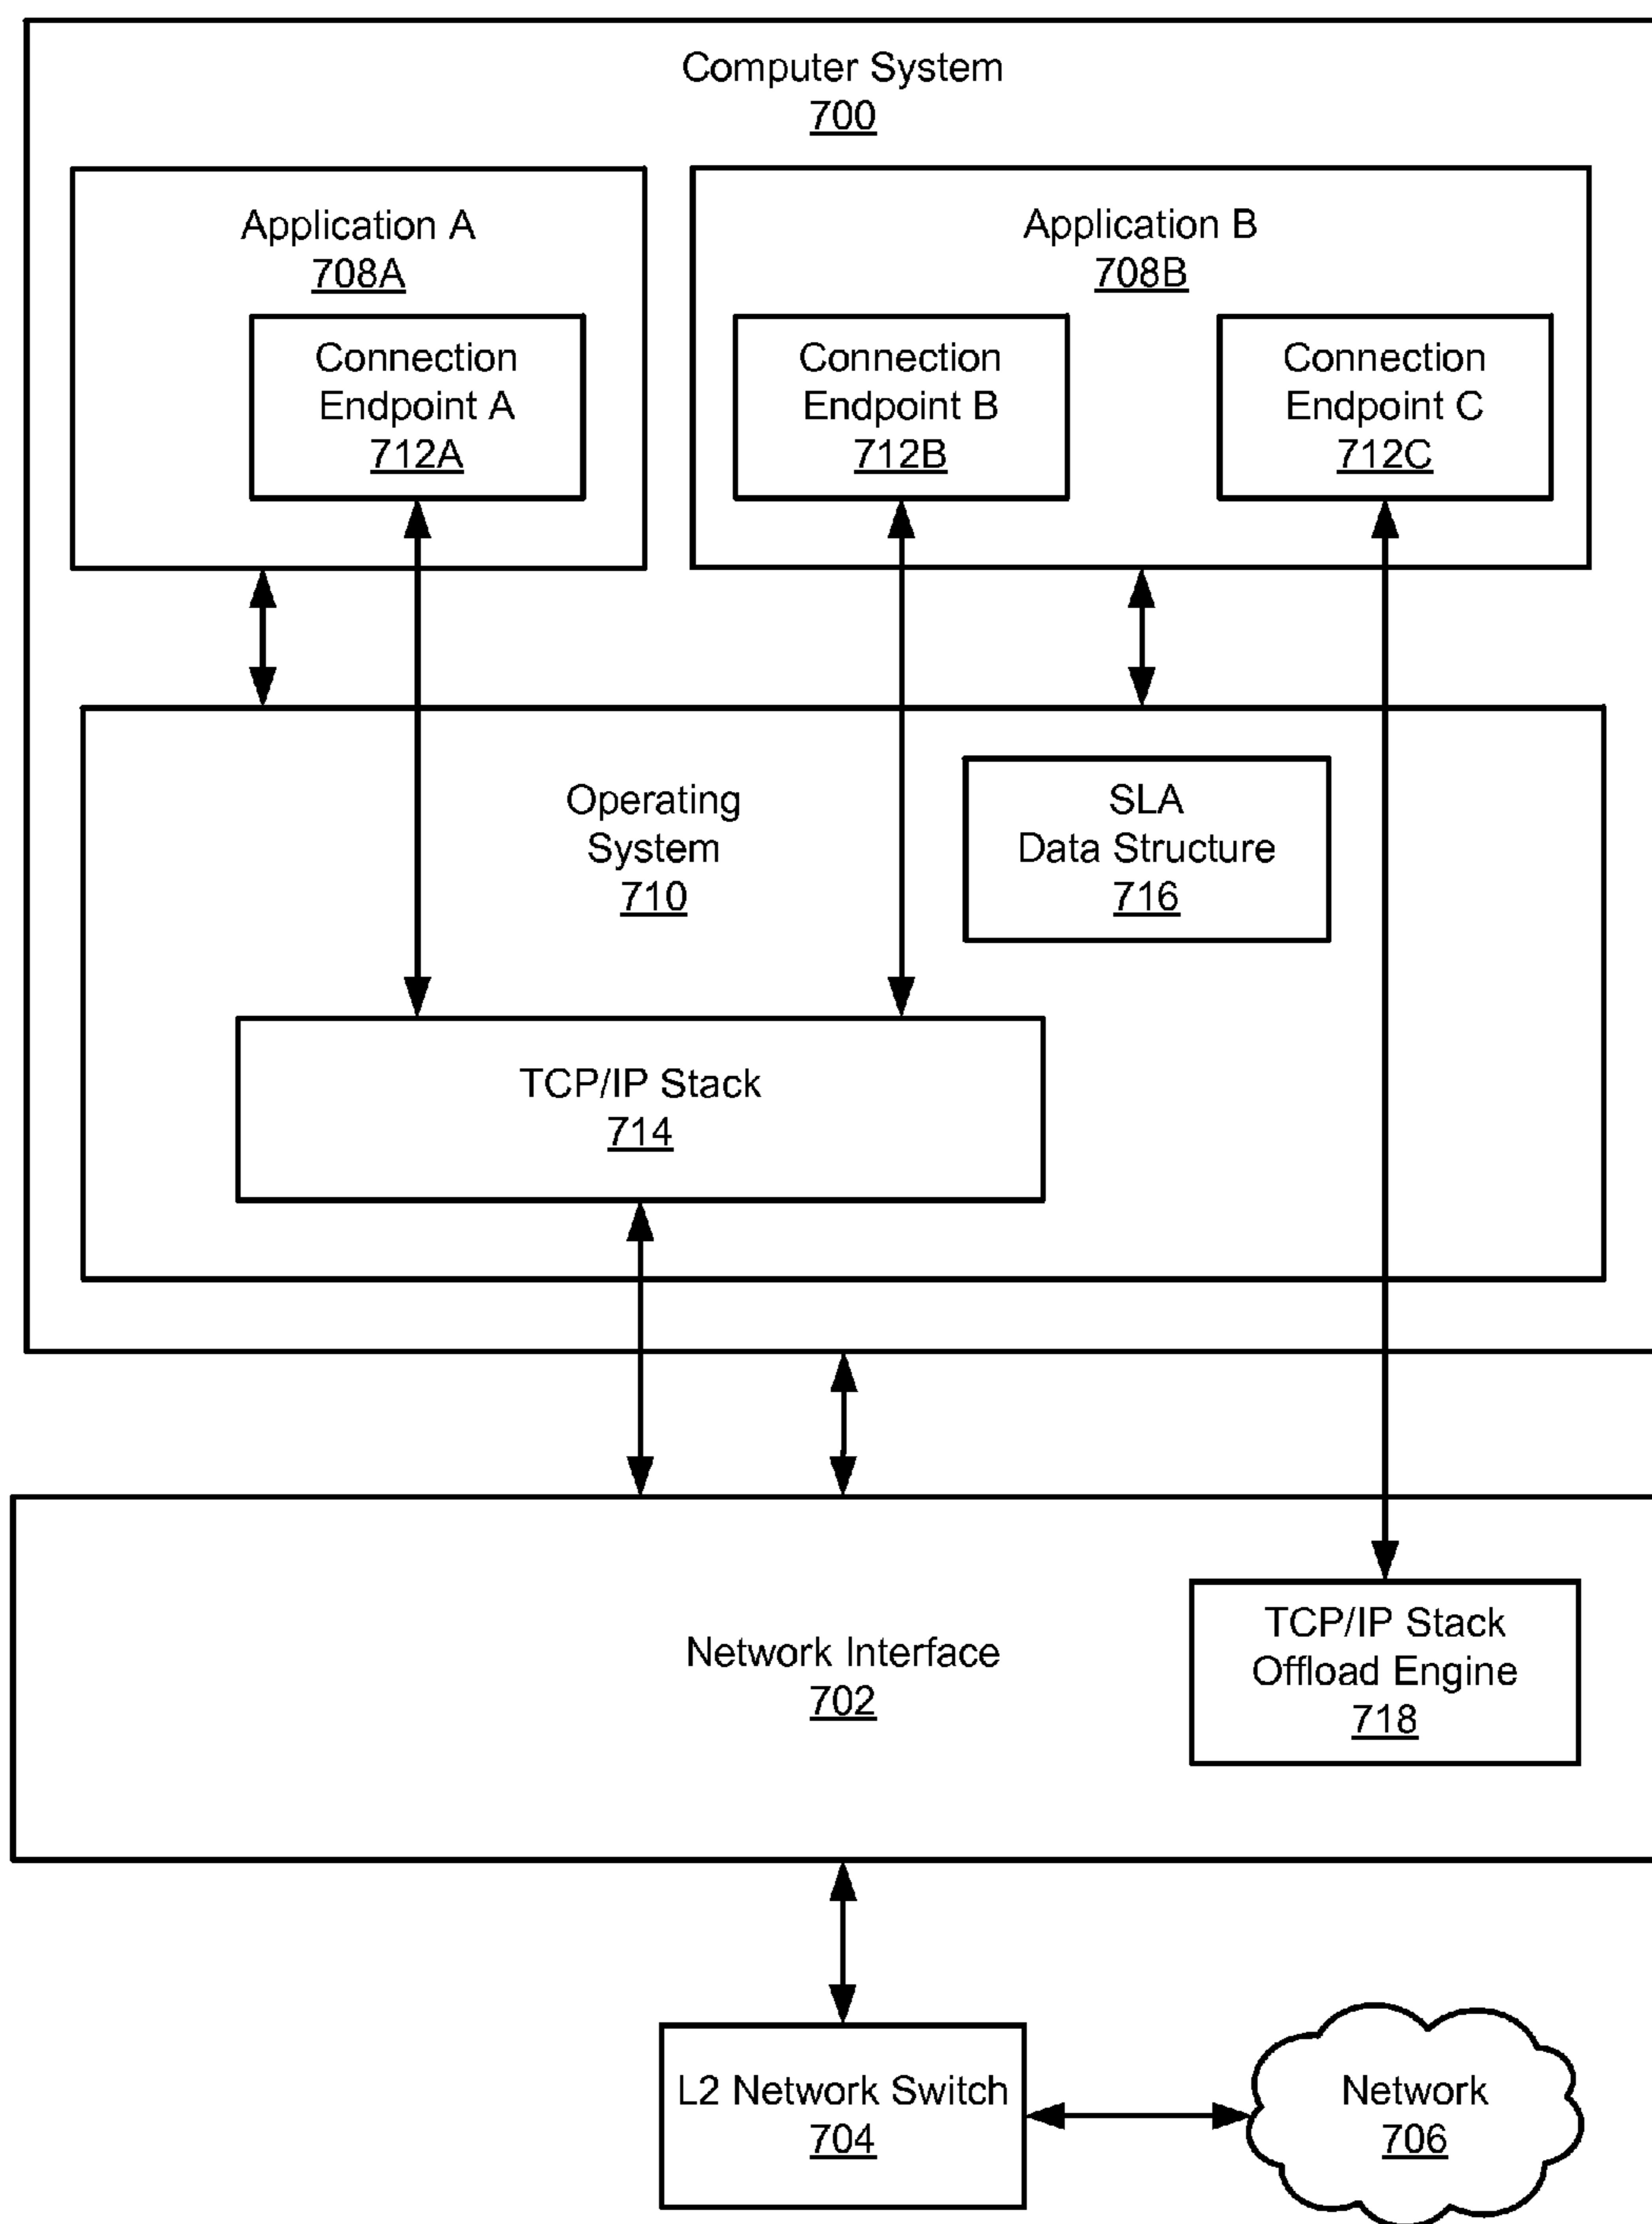 Computer System
700
Application A
708A
Connection
Endpoint A
712A
Application B
708B
Connection
Endpoint B
712B
Connection
Endpoint C
712C
Operating
System
710
SLA
Data Structure
716
TCP/IP Stack
714
Network Interface
702
TCP/IP Stack
Offload Engine
718
L2 Network Switch
704
Network
706